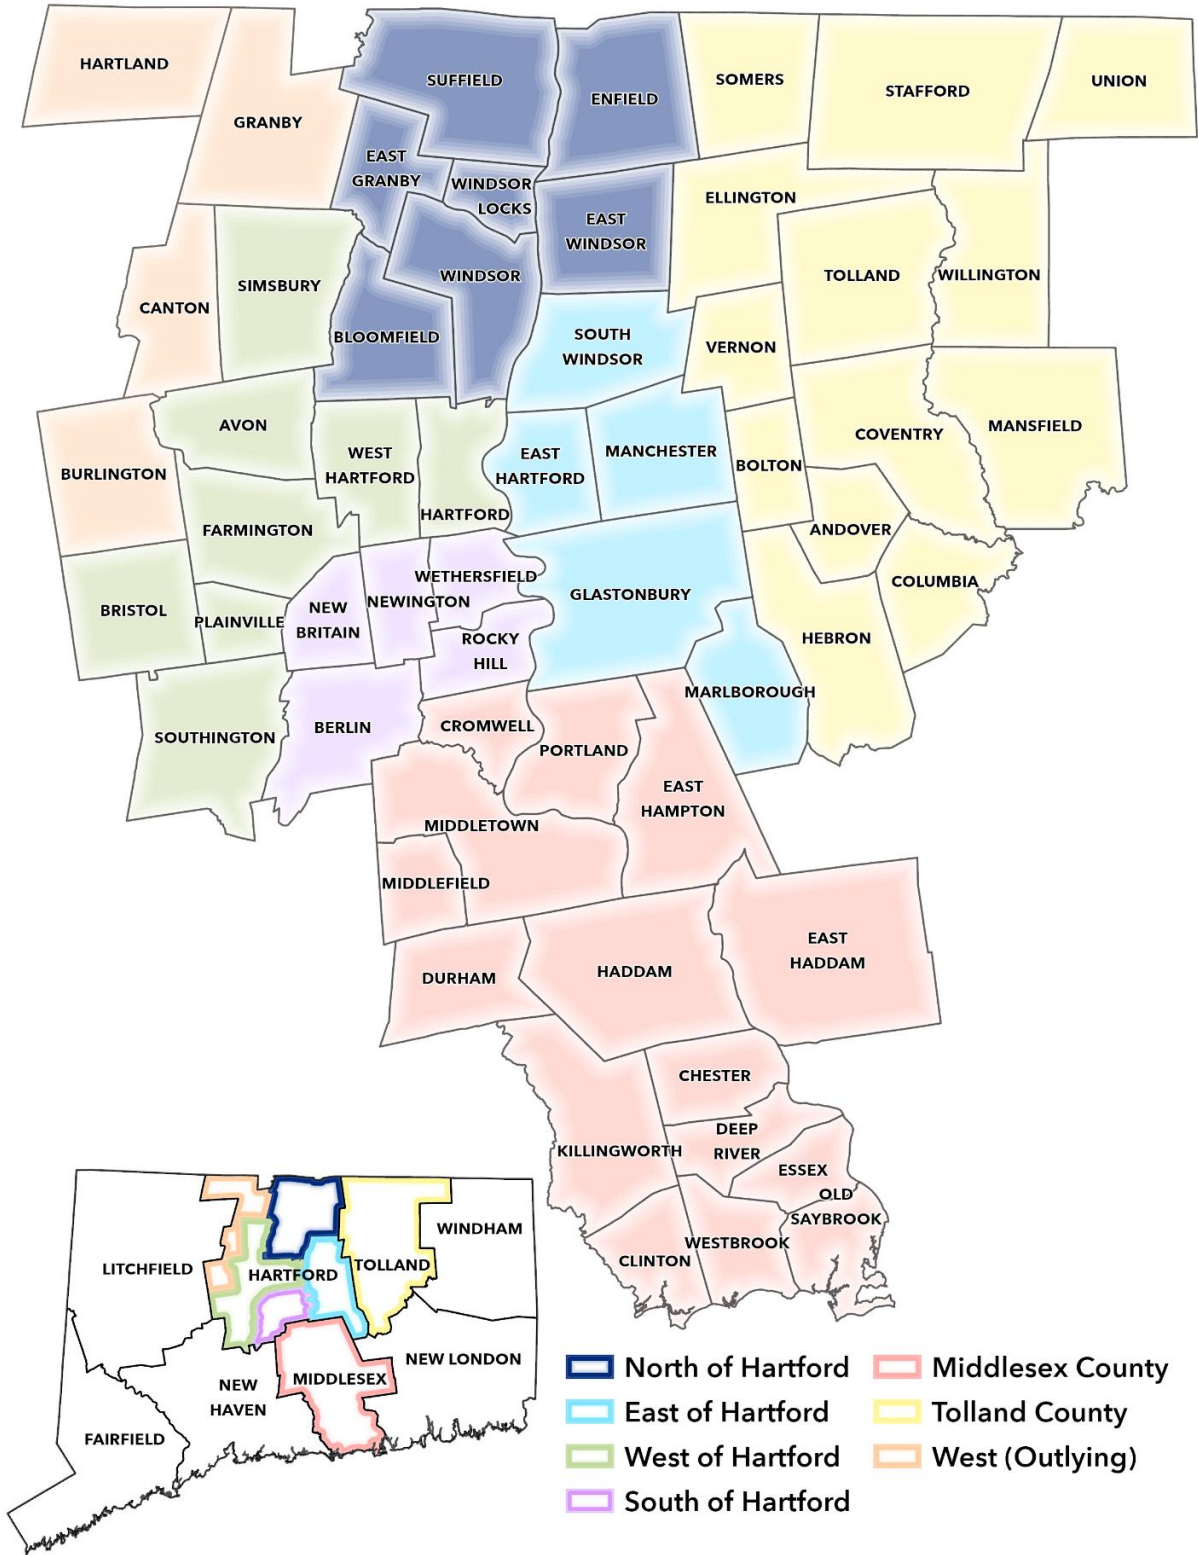 HARTLAND
GRANBY
SUFFIELD
ENFIELD
SOMERS
STAFFORD
UNION
EAST
GRANBY
WINDSOR
LOCKS
EAST
WINDSOR
ELLINGTON
TOLLAND
WILLINGTON
CANTON
SIMSBURY
BLOOMFIELD
WINDSOR
SOUTH
WINDSOR
VERNON
BURLINGTON
AVON
WEST
HARTFORD
HARTFORD
EAST
HARTFORD
MANCHESTER
BOLTON
COVENTRY
MANSFIELD
FARMINGTON
ANDOVER
COLUMBIA
BRISTOL
PLAINVILLE
NEW
BRITAIN
NEWINGTON
WETHERSFIELD
ROCKY
HILL
GLASTONBURY
HEBRON
MARLBOROUGH
SOUTHINGTON
BERLIN
CROMWELL
PORTLAND
EAST
HAMPTON
MIDDLETOWN
MIDDLEFIELD
DURHAM
HADDAM
EAST
HADDAM
CHESTER
DEEP
RIVER
KILLINGWORTH
ESSEX
OLD
SAYBROOK
WESTBROOK
CLINTON
LITCHFIELD
HARTFORD
TOLLAND
WINDHAM
NEW LONDON
MIDDLESEX
NEW
HAVEN
FAIRFIELD
North of Hartford
East of Hartford
West of Hartford
South of Hartford
Middlesex County
Tolland County
West (Outlying)